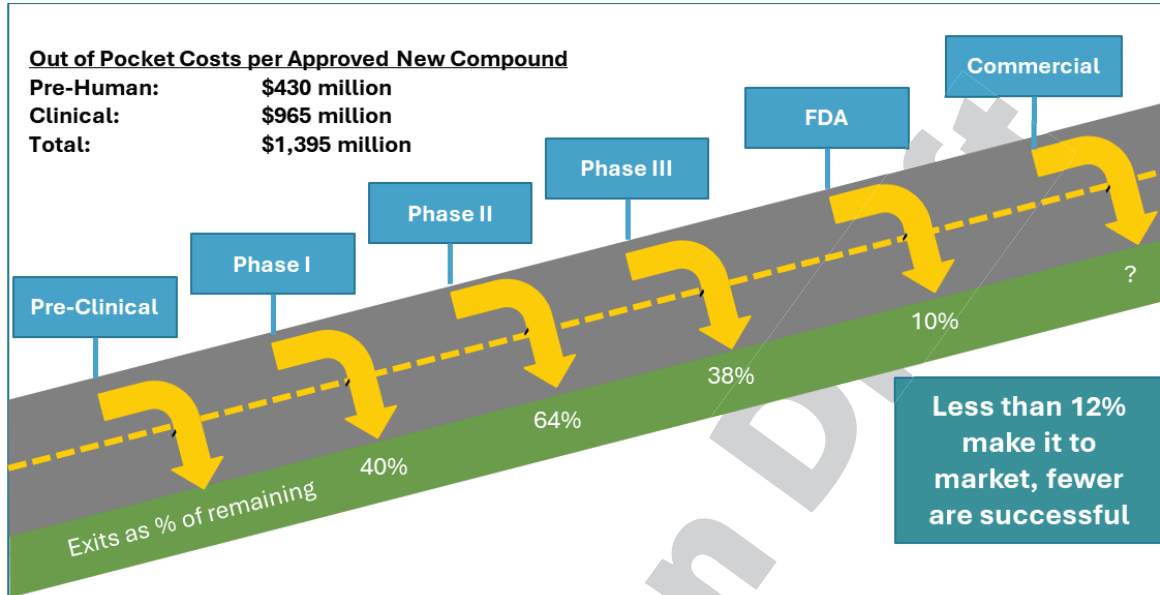 Out of Pocket Costs per Approved New Compound
Pre-Human: $430 million
Clinical: $965 million
Total: $1,395 million
Commercial
FDA
Phase III
Phase II
Phase I
Pre-Clinical
Exits as % of remaining
40%
64%
38%
10%
?
Less than 12%
make it to
market, fewer
are successful